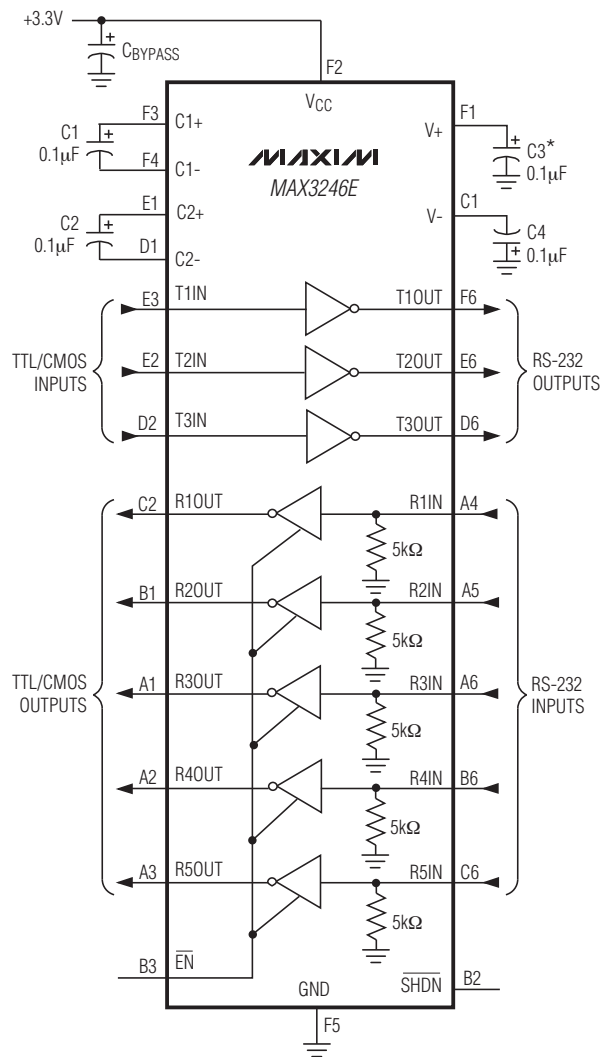 +3.3V
CBYPASS
F2
VCC
F3
C1+
C1
0.1µF
F4
C1-
MAXIM
MAX3246E
F1
V+
C3*
0.1µF
E1
C2+
C2
0.1µF
D1
C2-
C1
V-
C4
0.1µF
E3
T1IN
T1OUT
F6
TTL/CMOS
INPUTS
E2
T2IN
T2OUT
E6
RS-232
OUTPUTS
D2
T3IN
T3OUT
D6
C2
R1OUT
R1IN
A4
5kΩ
B1
R2OUT
R2IN
A5
5kΩ
TTL/CMOS
OUTPUTS
A1
R3OUT
R3IN
A6
RS-232
INPUTS
5kΩ
A2
R4OUT
R4IN
B6
5kΩ
A3
R5OUT
R5IN
C6
5kΩ
B3
EN
GND
SHDN
B2
F5